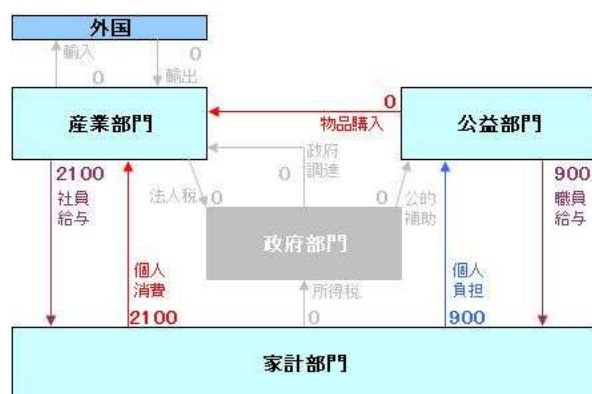 外国
輸入
0
0
輸出
産業部門
0
物品購入
公益部門
2100
社員
給与
法人税
0
0
政府
調達
0
公的
補助
900
職員
給与
政府部門
個人
消費
2100
所得税
0
個人
負担
900
家計部門